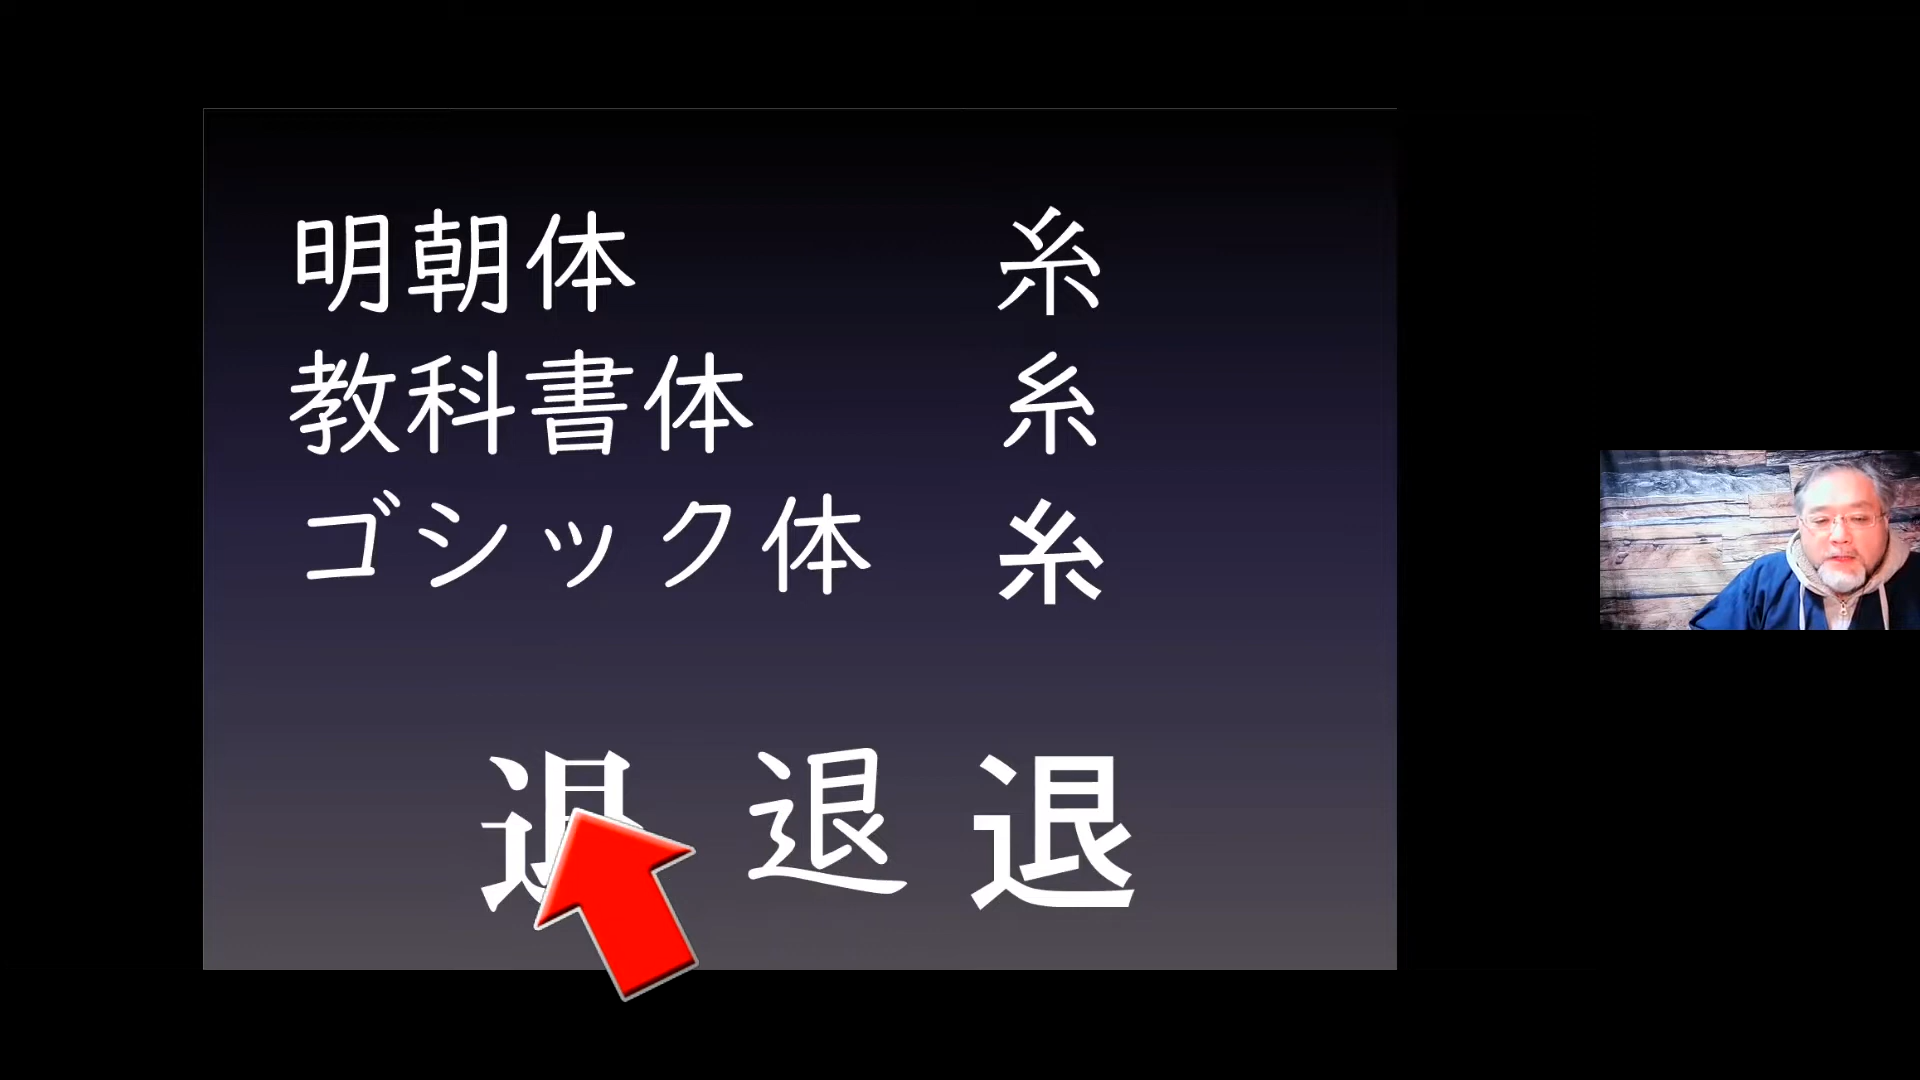 明朝体 糸
教科書体 糸
ゴシック体 糸
退 退 退